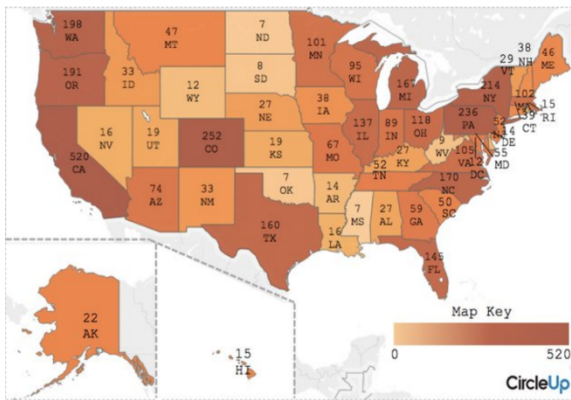 198
WA
47
MT
7
ND
101
MN
38
NH
46
ME
29
VT
191
OR
33
ID
8
SD
95
WI
167
MI
214
NY
102
MA
15
RI
39
CT
12
WY
27
NE
38
IA
236
PA
52
NJ
14
DE
16
NV
19
UT
252
CO
19
KS
67
MO
137
IL
89
IN
118
OH
9
WV
105
VA
55
MD
12
DC
520
CA
27
KY
52
TN
170
NC
74
AZ
33
NM
7
OK
14
AR
50
SC
160
TX
16
LA
7
MS
27
AL
59
GA
145
FL
22
AK
15
HI
Map Key
0
520
CircleUp